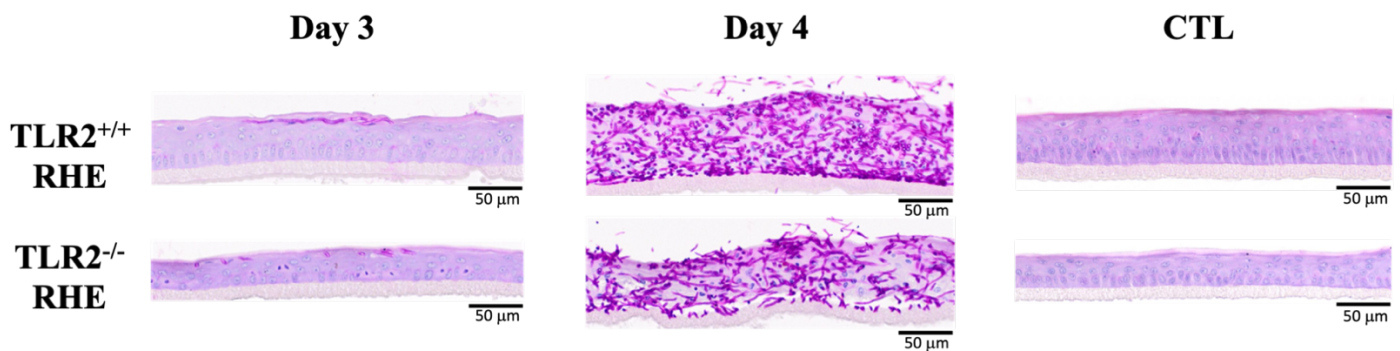 Day 3
Day 4
CTL
TLR2+/+
RHE
50 µm
50 µm
50 µm
TLR2-/-
RHE
50 µm
50 µm
50 µm